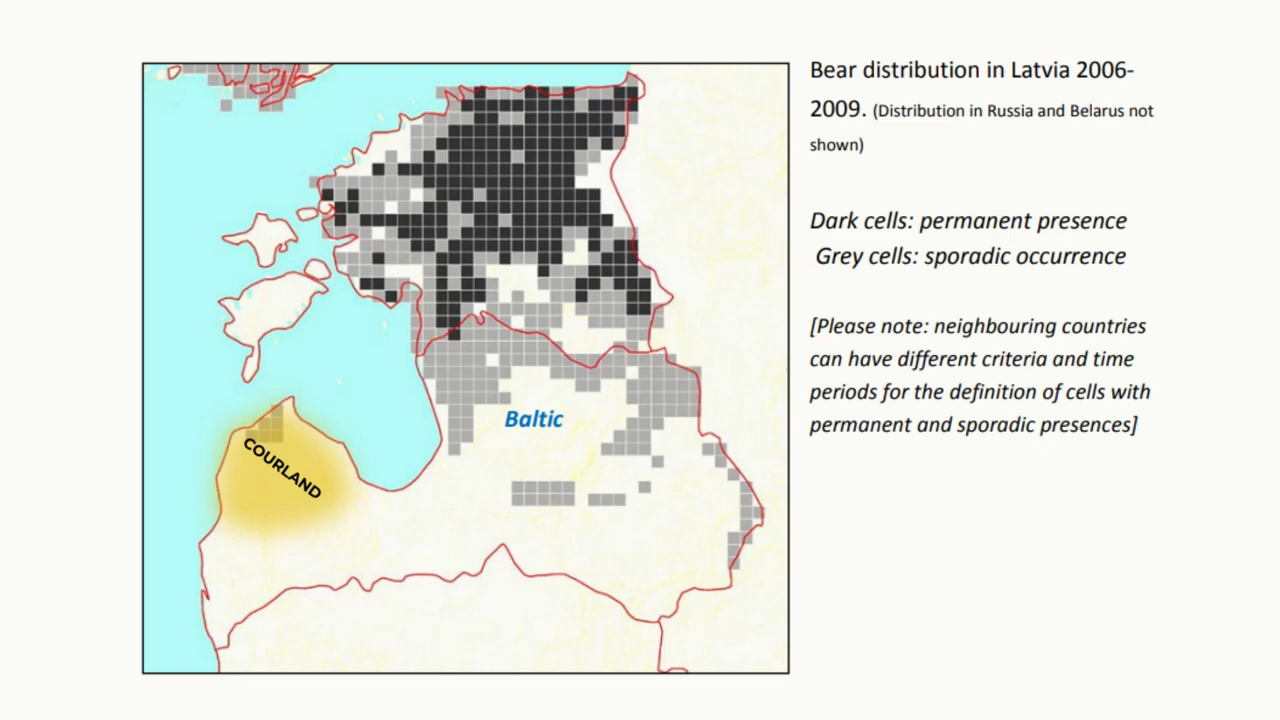 Bear distribution in Latvia 2006-
2009. (Distribution in Russia and Belarus not
shown)
Dark cells: permanent presence
Grey cells: sporadic occurrence
[Please note: neighbouring countries
can have different criteria and time
periods for the definition of cells with
permanent and sporadic presences]
Baltic
COURLAND